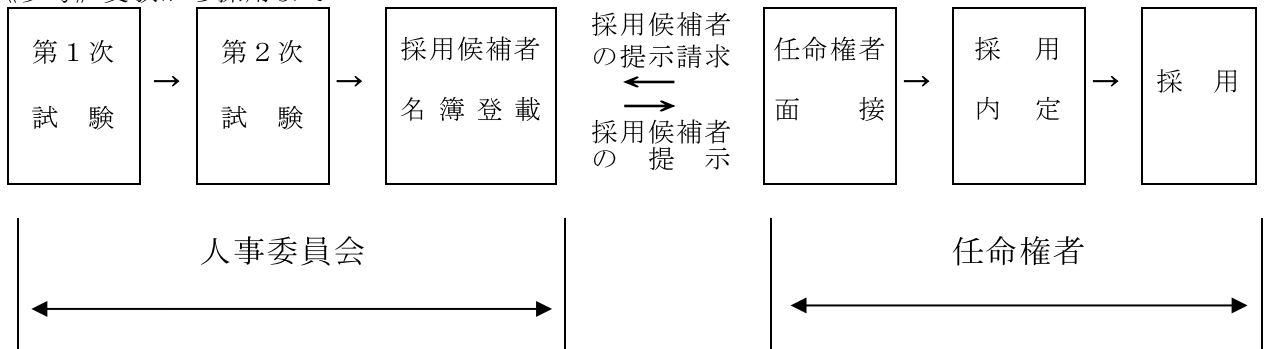 第１次
試　験
→
第２次
試　験
→
採用候補者
名簿登載
採用候補者
の提示請求
←
→
採用候補者
の　提　示
任命権者
面　　接
→
採　用
内　定
→
採　用
人事委員会
任命権者